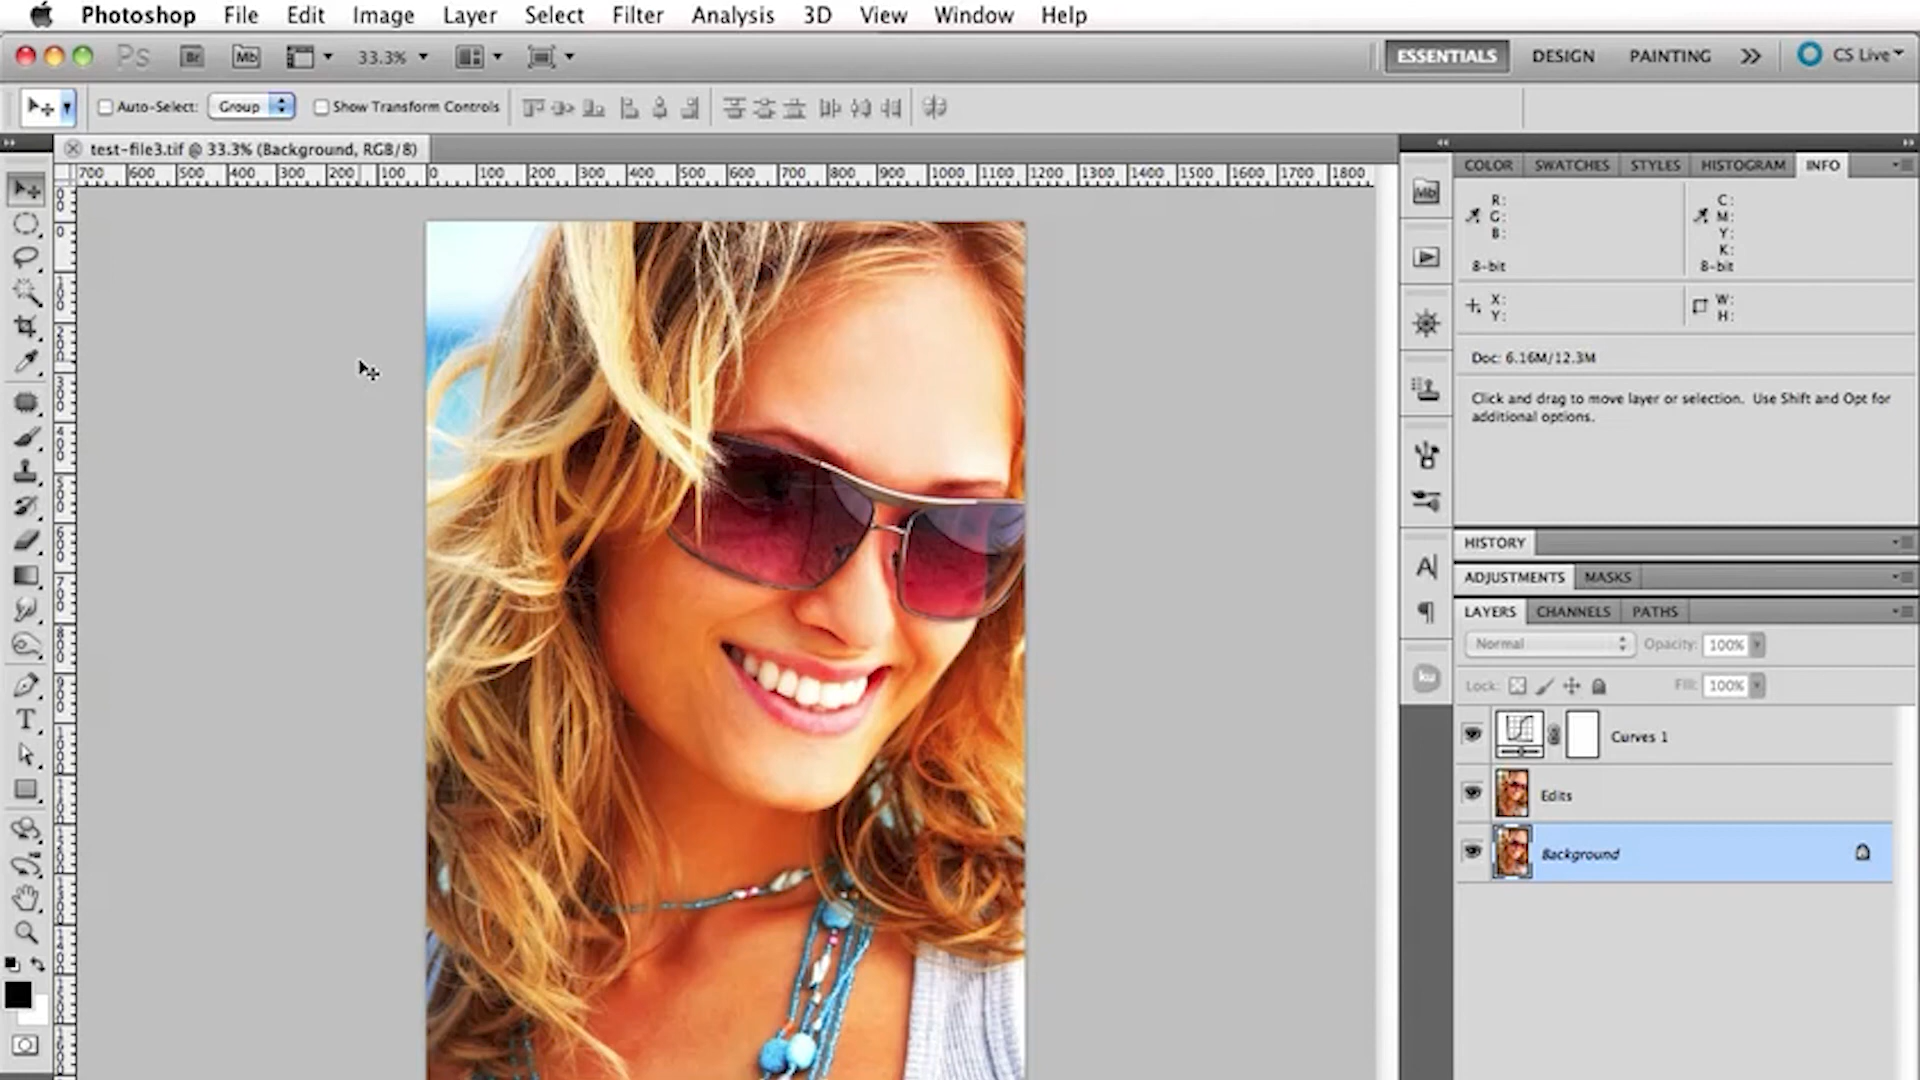 Photoshop File Edit Image Layer Select Filter Analysis 3D View Window Help
Ps Br Mb 33.3% ESSENTIALS DESIGN PAINTING CS Live
Auto-Select: Group Show Transform Controls
test-file3.tif @ 33.3% (Background, RGB/8)
700 600 500 400 300 200 100 0 100 200 300 400 500 600 700 800 900 1000 1100 1200 1300 1400 1500 1600 1700 1800
COLOR SWATCHES STYLES HISTOGRAM INFO
Mb
R: C:
G: M:
B: Y:
K:
8-bit 8-bit
X: W:
Y: H:
Doc: 6.16M/12.3M
Click and drag to move layer or selection. Use Shift and Opt for
additional options.
HISTORY
ADJUSTMENTS MASKS
LAYERS CHANNELS PATHS
Normal Opacity: 100%
Lock: Fill: 100%
ku
T
A
Curves 1
Edits
Background